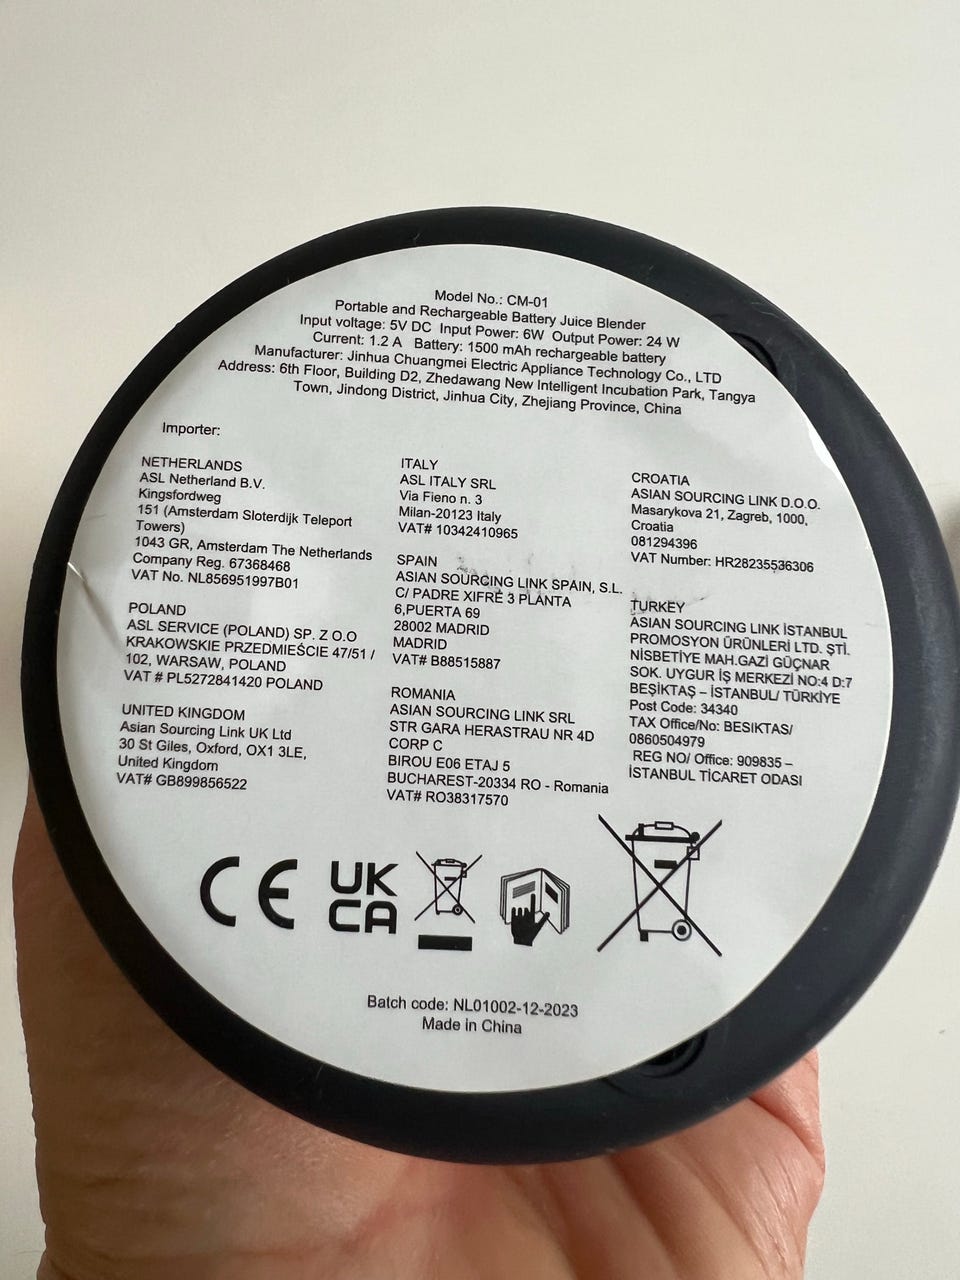 Model No.: CM-01
Portable and Rechargeable Battery Juice Blender
Input voltage: 5V DC Input Power: 6W Output Power: 24 W
Current: 1.2 A Battery: 1500 mAh rechargeable battery
Manufacturer: Jinhua Chuangmei Electric Appliance Technology Co., LTD
Address: 6th Floor, Building D2, Zhedawang New Intelligent Incubation Park, Tangya
Town, Jindong District, Jinhua City, Zhejiang Province, China
Importer:
NETHERLANDS
ASL Netherland B.V.
Kingsfordweg
151 (Amsterdam Sloterdijk Teleport
Towers)
1043 GR, Amsterdam The Netherlands
Company Reg. 67368468
VAT No. NL856951997B01
POLAND
ASL SERVICE (POLAND) SP. Z O.O
KRAKOWSKIE PRZEDMIEŚCIE 47/51 /
102, WARSAW, POLAND
VAT # PL5272841420 POLAND
UNITED KINGDOM
Asian Sourcing Link UK Ltd
30 St Giles, Oxford, OX1 3LE,
United Kingdom
VAT# GB899856522
ITALY
ASL ITALY SRL
Via Fieno n. 3
Milan-20123 Italy
VAT# 10342410965
SPAIN
ASIAN SOURCING LINK SPAIN, S.L.
C/ PADRE XIFRÉ 3 PLANTA
6,PUERTA 69
28002 MADRID
MADRID
VAT# B88515887
ROMANIA
ASIAN SOURCING LINK SRL
STR GARA HERASTRAU NR 4D
CORP C
BIROU E06 ETAJ 5
BUCHAREST-20334 RO - Romania
VAT# RO38317570
CROATIA
ASIAN SOURCING LINK D.O.O.
Masarykova 21, Zagreb, 1000,
Croatia
081294396
VAT Number: HR28235536306
TURKEY
ASIAN SOURCING LINK İSTANBUL
PROMOSYON ÜRÜNLERİ LTD. ŞTİ.
NİSBETİYE MAH.GAZİ GÜÇNAR
SOK. UYGUR İŞ MERKEZİ NO:4 D:7
BEŞİKTAŞ – İSTANBUL/ TÜRKİYE
Post Code: 34340
TAX Office/No: BESIKTAS/
0860504979
REG NO/ Office: 909835 –
İSTANBUL TİCARET ODASI
CE
UK
CA
Batch code: NL01002-12-2023
Made in China